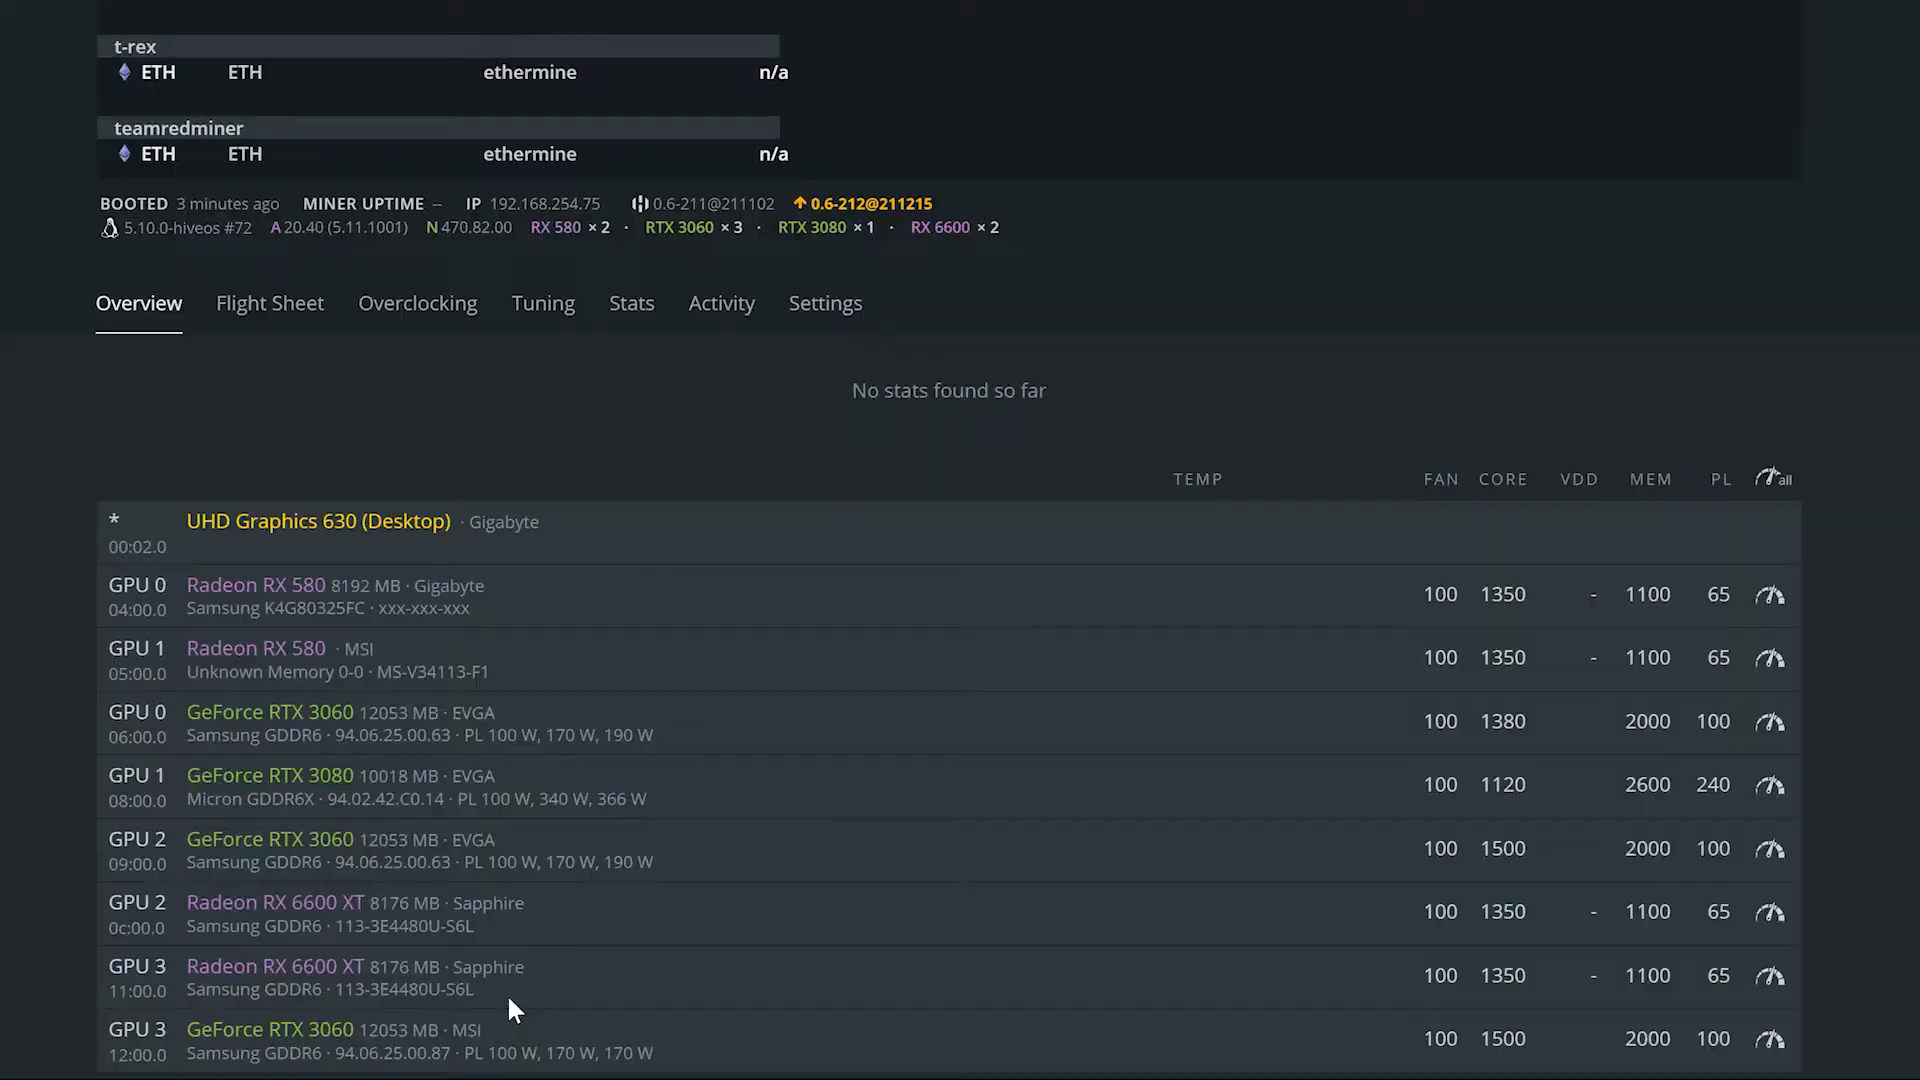 t-rex
ETH ETH ethermine n/a
teamredminer
ETH ETH ethermine n/a
BOOTED 3 minutes ago MINER UPTIME -- IP 192.168.254.75 0.6-211@211102 0.6-212@211215
5.10.0-hiveos #72 A 20.40 (5.11.1001) N 470.82.00 RX 580 × 2 · RTX 3060 × 3 · RTX 3080 × 1 · RX 6600 × 2
Overview Flight Sheet Overclocking Tuning Stats Activity Settings
No stats found so far
TEMP FAN CORE VDD MEM PL all
* UHD Graphics 630 (Desktop) · Gigabyte
00:02.0
GPU 0 Radeon RX 580 8192 MB · Gigabyte 100 1350 - 1100 65
04:00.0 Samsung K4G80325FC · xxx-xxx-xxx
GPU 1 Radeon RX 580 · MSI 100 1350 - 1100 65
05:00.0 Unknown Memory 0-0 · MS-V34113-F1
GPU 0 GeForce RTX 3060 12053 MB · EVGA 100 1380 2000 100
06:00.0 Samsung GDDR6 · 94.06.25.00.63 · PL 100 W, 170 W, 190 W
GPU 1 GeForce RTX 3080 10018 MB · EVGA 100 1120 2600 240
08:00.0 Micron GDDR6X · 94.02.42.C0.14 · PL 100 W, 340 W, 366 W
GPU 2 GeForce RTX 3060 12053 MB · EVGA 100 1500 2000 100
09:00.0 Samsung GDDR6 · 94.06.25.00.63 · PL 100 W, 170 W, 190 W
GPU 2 Radeon RX 6600 XT 8176 MB · Sapphire 100 1350 - 1100 65
0c:00.0 Samsung GDDR6 · 113-3E4480U-S6L
GPU 3 Radeon RX 6600 XT 8176 MB · Sapphire 100 1350 - 1100 65
11:00.0 Samsung GDDR6 · 113-3E4480U-S6L
GPU 3 GeForce RTX 3060 12053 MB · MSI 100 1500 2000 100
12:00.0 Samsung GDDR6 · 94.06.25.00.87 · PL 100 W, 170 W, 170 W